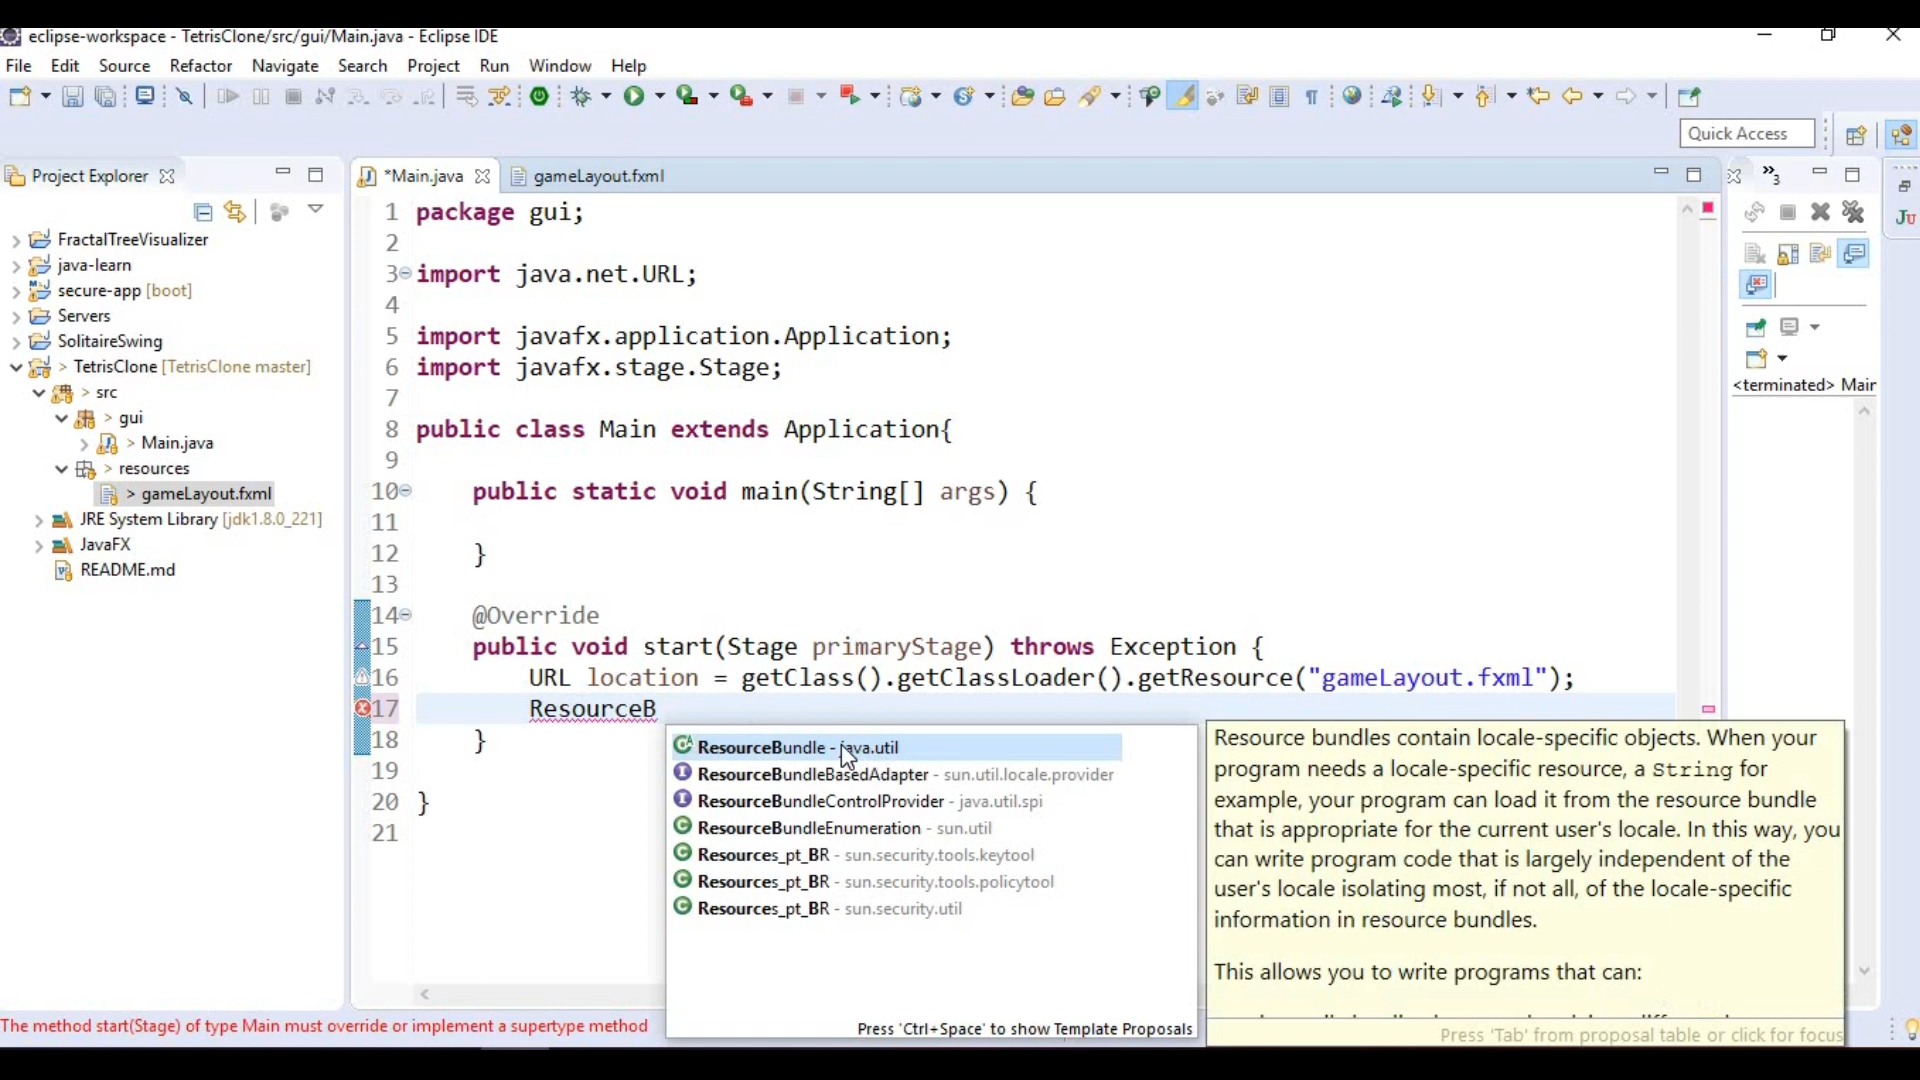 eclipse-workspace - TetrisClone/src/gui/Main.java - Eclipse IDE
File Edit Source Refactor Navigate Search Project Run Window Help
Quick Access
Project Explorer
*Main.java gameLayout.fxml
3
JU
FractalTreeVisualizer
java-learn
secure-app [boot]
Servers
SolitaireSwing
> TetrisClone [TetrisClone master]
> src
> gui
> Main.java
> resources
> gameLayout.fxml
JRE System Library [jdk1.8.0_221]
JavaFX
README.md
1 package gui;
2
3 import java.net.URL;
4
5 import javafx.application.Application;
6 import javafx.stage.Stage;
7
8 public class Main extends Application{
9
10 public static void main(String[] args) {
11
12 }
13
14 @Override
15 public void start(Stage primaryStage) throws Exception {
16 URL location = getClass().getClassLoader().getResource("gameLayout.fxml");
17 ResourceB
18 }
19
20 }
21
ResourceBundle - java.util
ResourceBundleBasedAdapter - sun.util.locale.provider
ResourceBundleControlProvider - java.util.spi
ResourceBundleEnumeration - sun.util
Resources_pt_BR - sun.security.tools.keytool
Resources_pt_BR - sun.security.tools.policytool
Resources_pt_BR - sun.security.util
Press 'Ctrl+Space' to show Template Proposals
Resource bundles contain locale-specific objects. When your
program needs a locale-specific resource, a String for
example, your program can load it from the resource bundle
that is appropriate for the current user's locale. In this way, you
can write program code that is largely independent of the
user's locale isolating most, if not all, of the locale-specific
information in resource bundles.
This allows you to write programs that can:
Press 'Tab' from proposal table or click for focus
<terminated> Main
The method start(Stage) of type Main must override or implement a supertype method